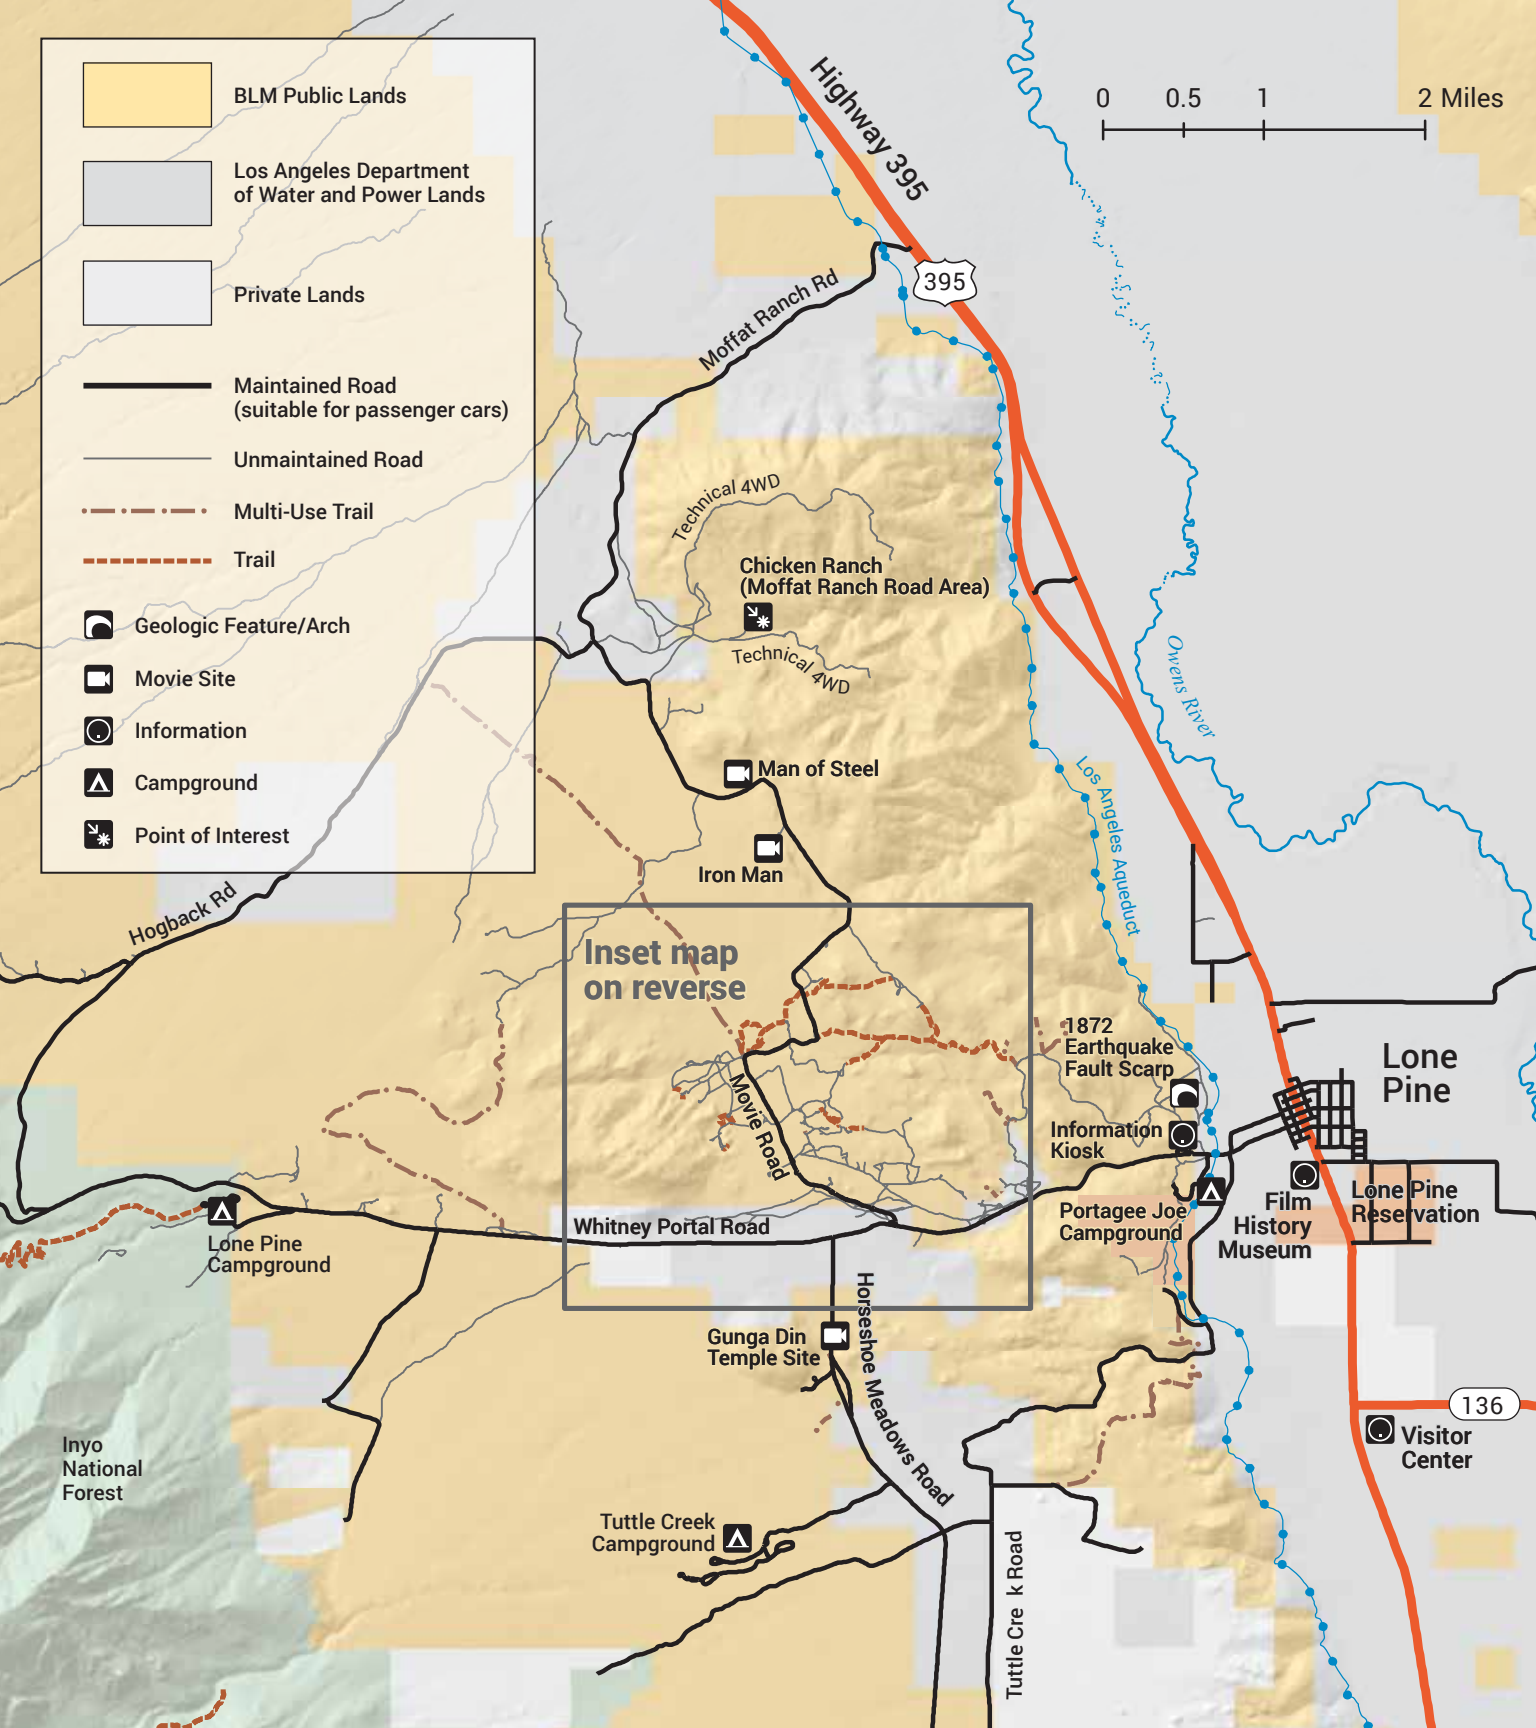 BLM Public Lands
Los Angeles Department
of Water and Power Lands
Private Lands
Maintained Road
(suitable for passenger cars)
Unmaintained Road
Multi-Use Trail
Trail
Geologic Feature/Arch
Movie Site
Information
Campground
Point of Interest
0 0.5 1 2 Miles
Highway 395
395
Moffat Ranch Rd
Technical 4WD
Chicken Ranch
(Moffat Ranch Road Area)
Technical 4WD
Owens River
Los Angeles Aqueduct
Man of Steel
Iron Man
Hogback Rd
Inset map
on reverse
1872
Earthquake
Fault Scarp
Lone
Pine
Movie Road
Information
Kiosk
Film
History
Museum
Lone Pine
Reservation
Portagee Joe
Campground
Whitney Portal Road
Lone Pine
Campground
Horseshoe Meadows Road
Gunga Din
Temple Site
136
Visitor
Center
Inyo
National
Forest
Tuttle Creek
Campground
Tuttle Cre k Road